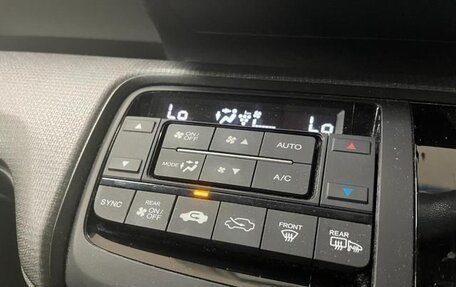 Lo Lo
ON/OFF AUTO
MODE A/C
SYNC REAR ON/OFF FRONT REAR